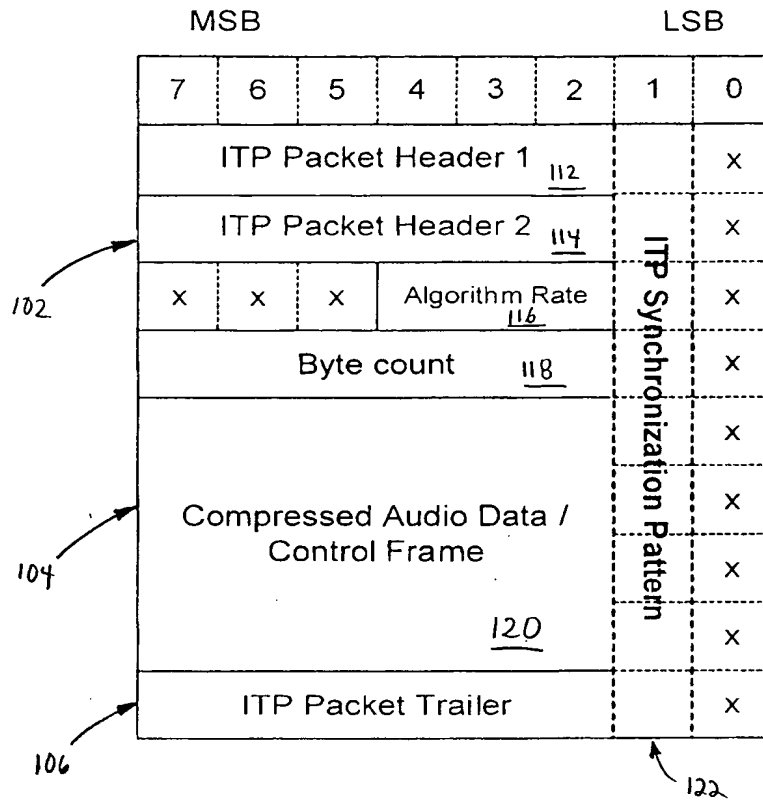 MSB LSB
7 6 5 4 3 2 1 0
ITP Packet Header 1 112 x
ITP Packet Header 2 114 x
102
x x x Algorithm Rate 116 x
Byte count 118 x
ITP Synchronization Pattern
x
104
Compressed Audio Data / x
Control Frame x
120 x
ITP Packet Trailer x
106
122